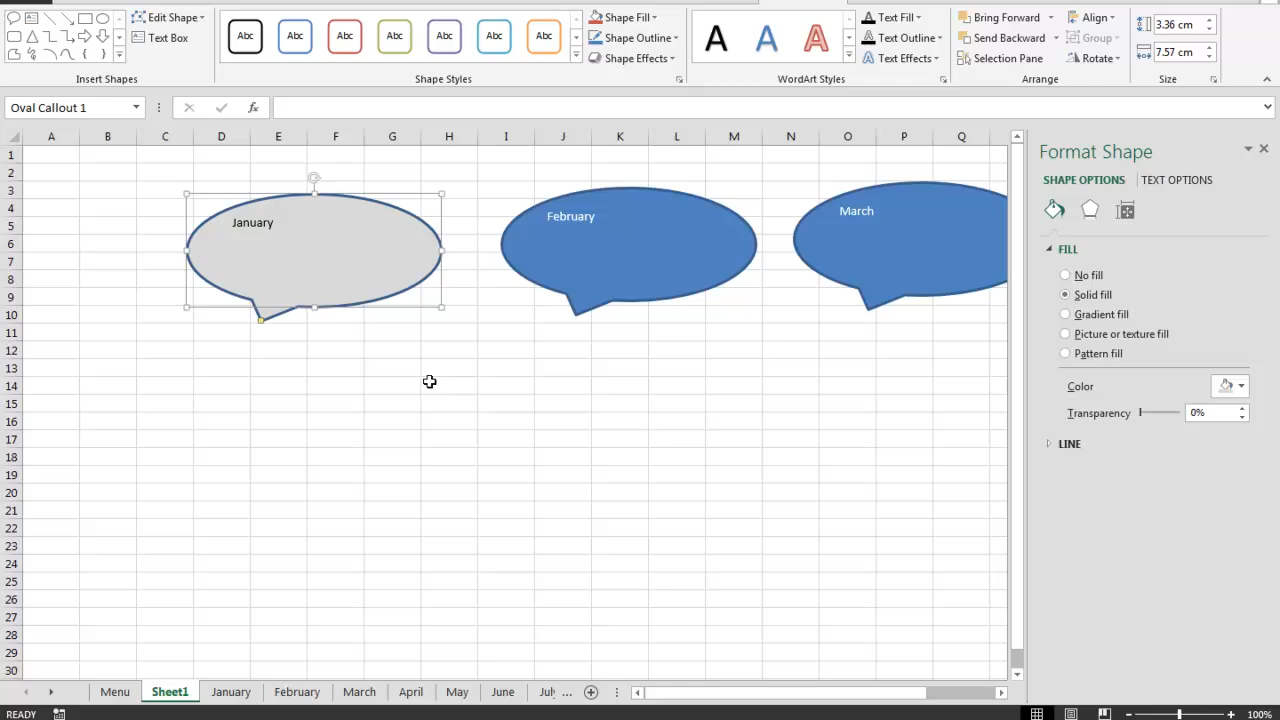 Edit Shape
Text Box
Insert Shapes
Abc Abc Abc Abc Abc Abc Abc
Shape Styles
Shape Fill
Shape Outline
Shape Effects
A A A
WordArt Styles
Text Fill
Text Outline
Text Effects
Bring Forward
Send Backward
Selection Pane
Align
Group
Rotate
Arrange
3.36 cm
7.57 cm
Size
Oval Callout 1
fx
A B C D E F G H I J K L M N O P Q
1
2
3
4
5
6
7
8
9
10
11
12
13
14
15
16
17
18
19
20
21
22
23
24
25
26
27
28
29
30
January
February
March
Format Shape
SHAPE OPTIONS
TEXT OPTIONS
FILL
No fill
Solid fill
Gradient fill
Picture or texture fill
Pattern fill
Color
Transparency
0%
LINE
Menu Sheet1 January February March April May June July ...
READY
100%